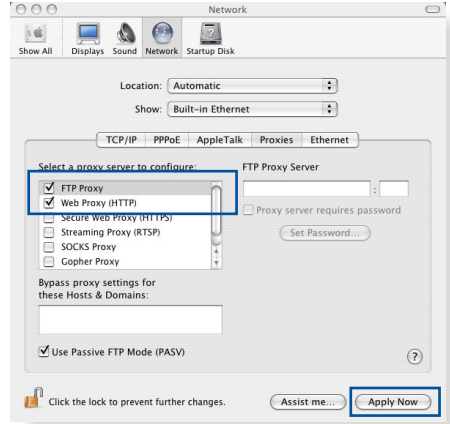 Network
Show All Displays Sound Network Startup Disk
Location: Automatic
Show: Built-in Ethernet
TCP/IP PPPoE AppleTalk Proxies Ethernet
Select a proxy server to configure: FTP Proxy Server
FTP Proxy :
Web Proxy (HTTP) Proxy server requires password
Secure Web Proxy (HTTPS)
Streaming Proxy (RTSP) Set Password...
SOCKS Proxy
Gopher Proxy
Bypass proxy settings for
these Hosts & Domains:
Use Passive FTP Mode (PASV) ?
Click the lock to prevent further changes. Assist me... Apply Now